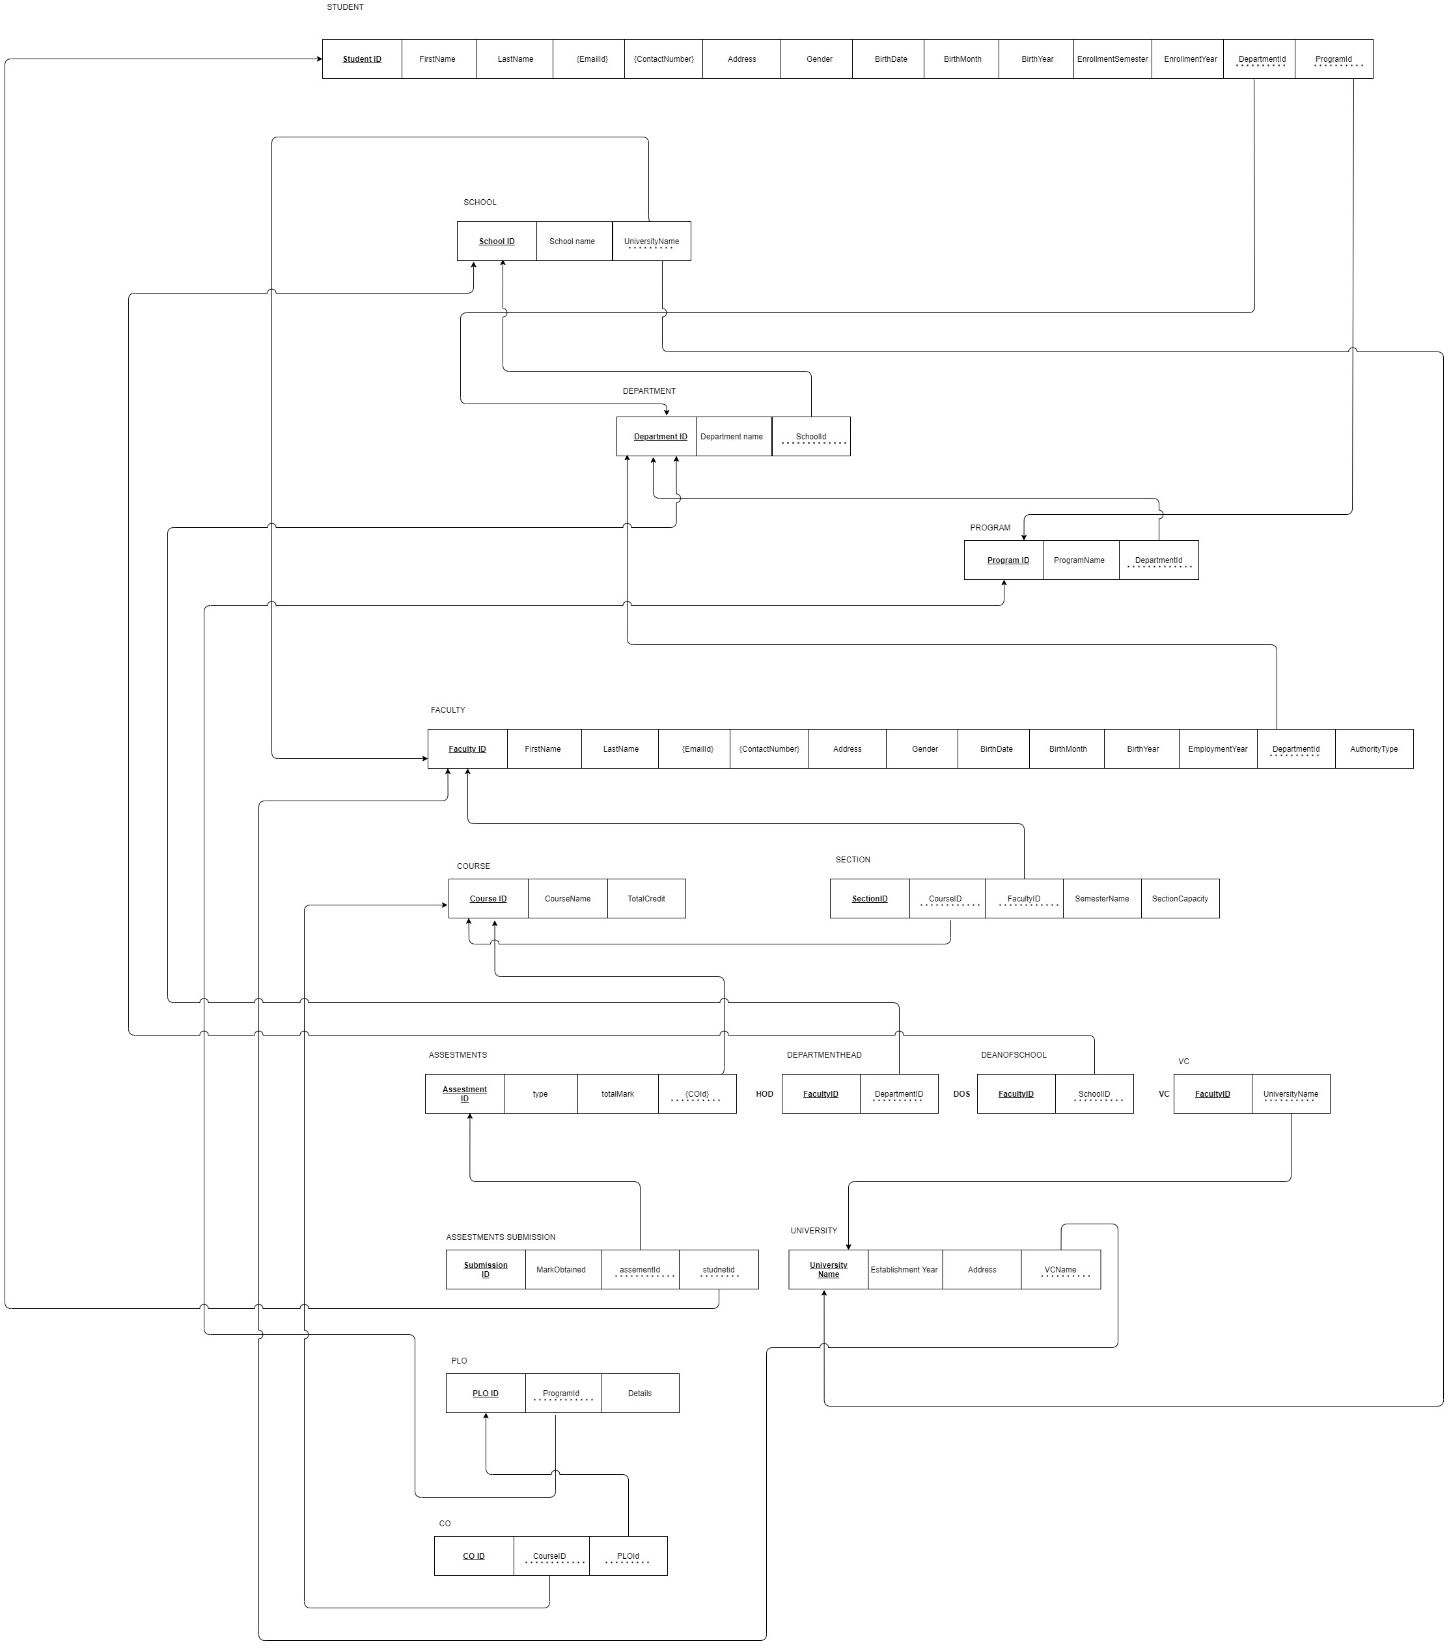 STUDENT
Student ID FirstName LastName {EmailId} {ContactNumber} Address Gender BirthDate BirthMonth BirthYear EnrollmentSemester EnrollmentYear DepartmentId ProgramId
SCHOOL
School ID School name UniversityName
DEPARTMENT
Department ID Department name SchoolId
PROGRAM
Program ID ProgramName DepartmentId
FACULTY
Faculty ID FirstName LastName {EmailId} {ContactNumber} Address Gender BirthDate BirthMonth BirthYear EmploymentYear DepartmentId AuthorityType
COURSE
Course ID CourseName TotalCredit
SECTION
SectionID CourseID FacultyID SemesterName SectionCapacity
ASSESTMENTS
Assestment
ID
type totalMark {COId}
DEPARTMENTHEAD
HOD FacultyID DepartmentID
DEANOFSCHOOL
DOS FacultyID SchoolID
VC
VC FacultyID UniversityName
ASSESTMENTS SUBMISSION
Submission
ID
MarkObtained assementId studnetid
UNIVERSITY
University
Name
Establishment Year Address VCName
PLO
PLO ID ProgramId Details
CO
CO ID CourseID PLOId